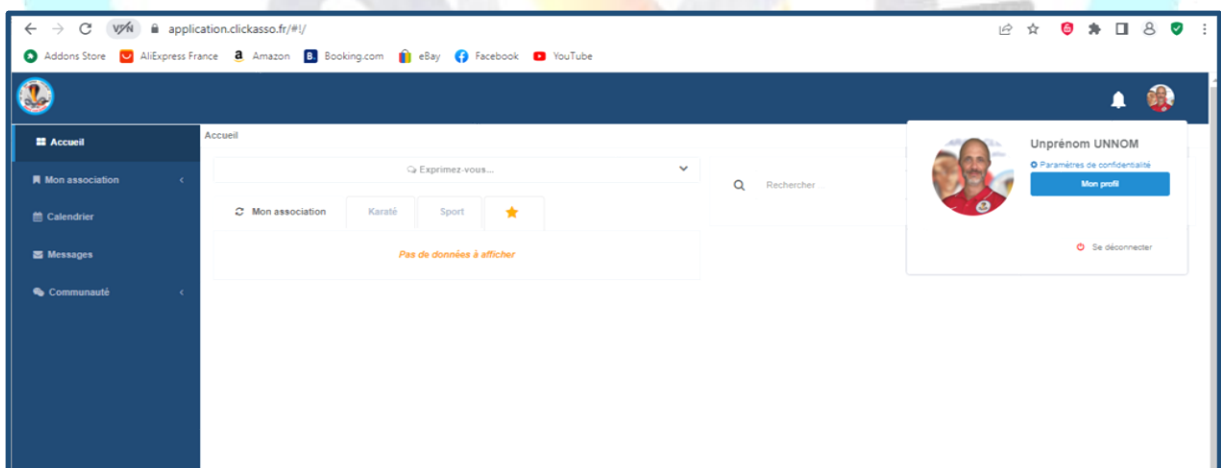 VPN application.clickasso.fr/#!/
Addons Store AliExpress France Amazon Booking.com eBay Facebook YouTube
Accueil
Mon association
Calendrier
Messages
Communauté
Accueil
Exprimez-vous...
Mon association Karaté Sport
Pas de données à afficher
Rechercher ...
Unprénom UNNOM
Paramètres de confidentialité
Mon profil
Se déconnecter